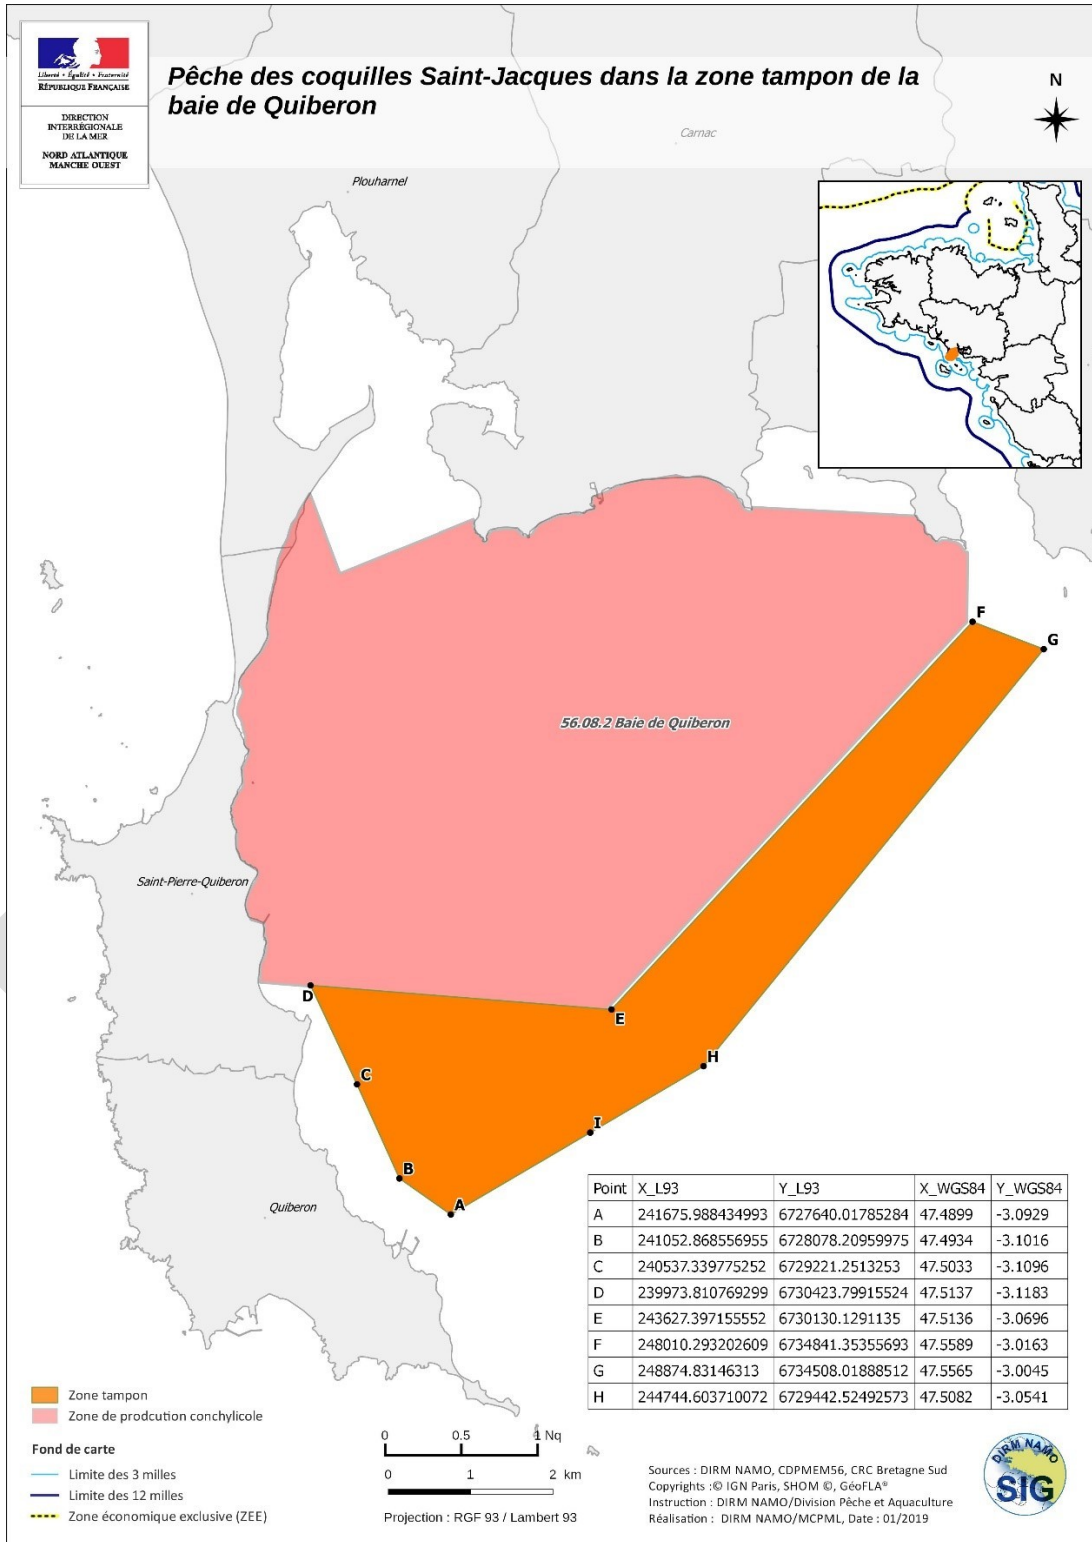 Liberté • Égalité • Fraternité
RÉPUBLIQUE FRANÇAISE
DIRECTION
INTERRÉGIONALE
DE LA MER
NORD ATLANTIQUE
MANCHE OUEST
Pêche des coquilles Saint-Jacques dans la zone tampon de la
baie de Quiberon
N
Carnac
Plouharnel
F
G
56.08.2 Baie de Quiberon
Saint-Pierre-Quiberon
D
E
H
C
I
B
A
Quiberon
Point X_L93 Y_L93 X_WGS84 Y_WGS84
A 241675.988434993 6727640.01785284 47.4899 -3.0929
B 241052.868556955 6728078.20959975 47.4934 -3.1016
C 240537.339775252 6729221.2513253 47.5033 -3.1096
D 239973.810769299 6730423.79915524 47.5137 -3.1183
E 243627.397155552 6730130.1291135 47.5136 -3.0696
F 248010.293202609 6734841.35355693 47.5589 -3.0163
G 248874.83146313 6734508.01888512 47.5565 -3.0045
H 244744.603710072 6729442.52492573 47.5082 -3.0541
Zone tampon
Zone de prodcution conchylicole
Fond de carte
Limite des 3 milles
Limite des 12 milles
Zone économique exclusive (ZEE)
0 0.5 1 Nq
0 1 2 km
Projection : RGF 93 / Lambert 93
Sources : DIRM NAMO, CDPMEM56, CRC Bretagne Sud
Copyrights :© IGN Paris, SHOM ©, GéoFLA®
Instruction : DIRM NAMO/Division Pêche et Aquaculture
Réalisation : DIRM NAMO/MCPML, Date : 01/2019
DIRM NAMO
SIG